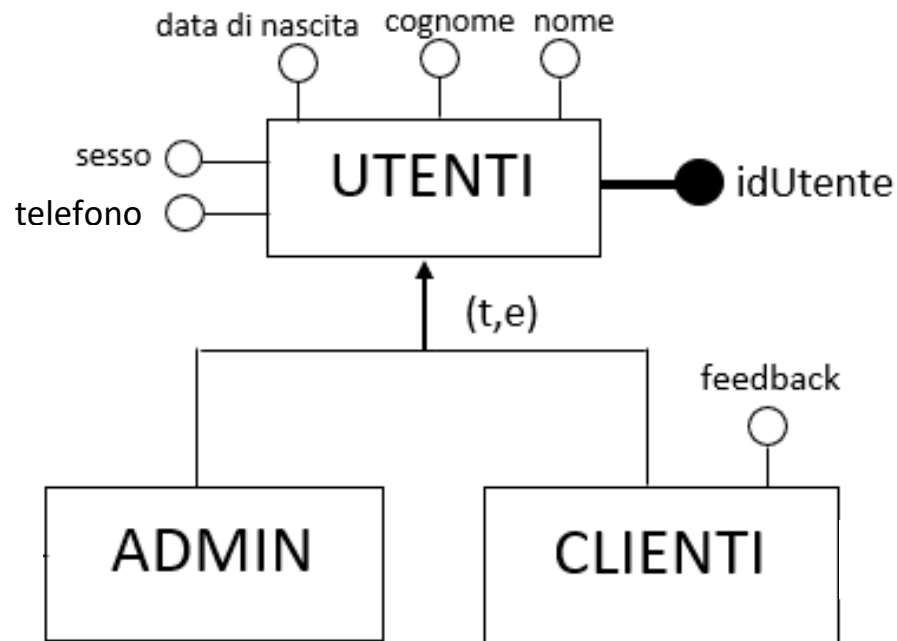 data di nascita cognome nome
sesso
UTENTI
idUtente
telefono
(t,e)
feedback
ADMIN
CLIENTI